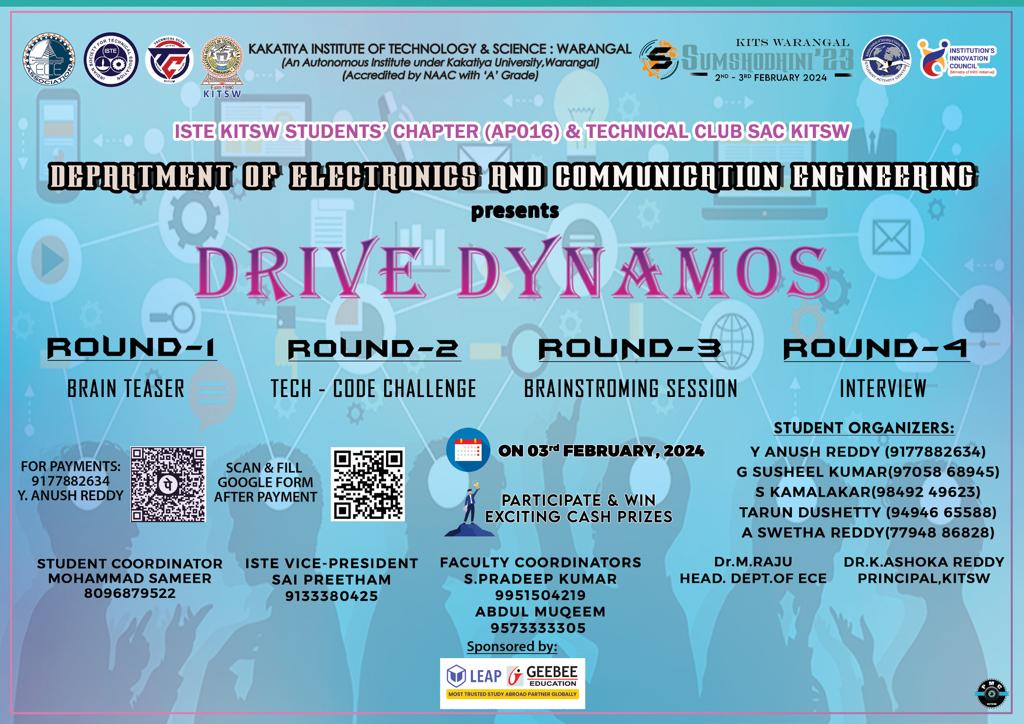 KAKATIYA INSTITUTE OF TECHNOLOGY & SCIENCE : WARANGAL
(An Autonomous Institute under Kakatiya University,Warangal)
(Accredited by NAAC with ‘A’ Grade)
KITSW
KITS WARANGAL
SUMSHODHINI'23
2ND - 3RD FEBRUARY 2024
INSTITUTION'S
INNOVATION
COUNCIL
ISTE KITSW STUDENTS’ CHAPTER (AP016) & TECHNICAL CLUB SAC KITSW
DEPARTMENT OF ELECTRONICS AND COMMUNICATION ENGINEERING
presents
DRIVE DYNAMOS
ROUND-1
BRAIN TEASER
ROUND-2
TECH - CODE CHALLENGE
ROUND-3
BRAINSTROMING SESSION
ROUND-4
INTERVIEW
FOR PAYMENTS:
9177882634
Y. ANUSH REDDY
SCAN & FILL
GOOGLE FORM
AFTER PAYMENT
ON 03rd FEBRUARY, 2024
PARTICIPATE & WIN
EXCITING CASH PRIZES
STUDENT ORGANIZERS:
Y ANUSH REDDY (9177882634)
G SUSHEEL KUMAR(97058 68945)
S KAMALAKAR(98492 49623)
TARUN DUSHETTY (94946 65588)
A SWETHA REDDY(77948 86828)
STUDENT COORDINATOR
MOHAMMAD SAMEER
8096879522
ISTE VICE-PRESIDENT
SAI PREETHAM
9133380425
FACULTY COORDINATORS
S.PRADEEP KUMAR
9951504219
ABDUL MUQEEM
9573333305
Dr.M.RAJU
HEAD. DEPT.OF ECE
DR.K.ASHOKA REDDY
PRINCIPAL,KITSW
Sponsored by:
LEAP
GEEBEE
EDUCATION
MOST TRUSTED STUDY ABROAD PARTNER GLOBALLY